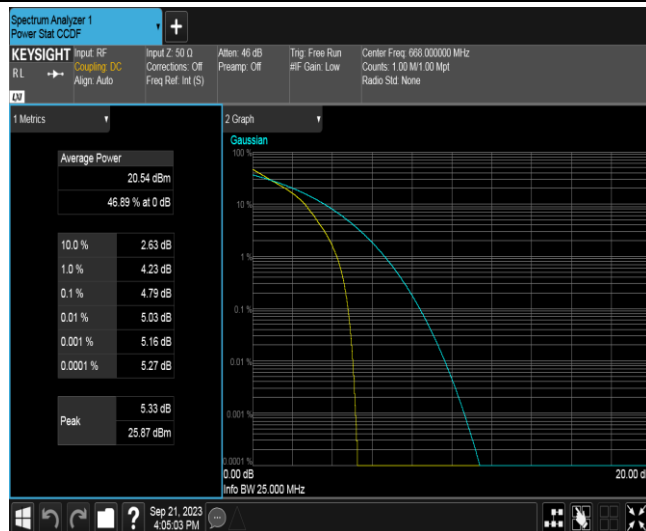 Spectrum Analyzer 1
Power Stat CCDF
+
KEYSIGHT
RL
Input: RF
Coupling: DC
Align: Auto
Input Z: 50 Ω
Corrections: Off
Freq Ref: Int (S)
Atten: 46 dB
Preamp: Off
Trig: Free Run
#IF Gain: Low
Center Freq: 668.000000 MHz
Counts: 1.00 M/1.00 Mpt
Radio Std: None
1 Metrics
Average Power
20.54 dBm
46.89 % at 0 dB
10.0 % 2.63 dB
1.0 % 4.23 dB
0.1 % 4.79 dB
0.01 % 5.03 dB
0.001 % 5.16 dB
0.0001 % 5.27 dB
Peak
5.33 dB
25.87 dBm
2 Graph
Gaussian
100 %
10 %
1 %
0.1 %
0.01 %
0.001 %
0.0001 %
0.00 dB
20.00 d
Info BW 25.000 MHz
?
Sep 21, 2023
4:05:03 PM